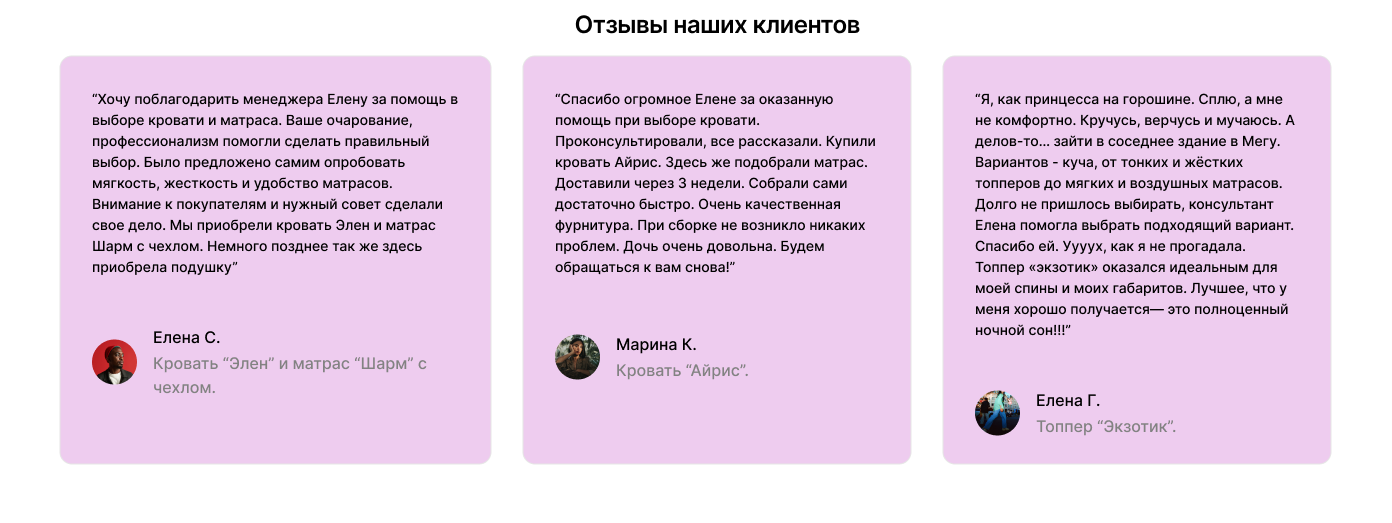 Отзывы наших клиентов
“Хочу поблагодарить менеджера Елену за помощь в
выборе кровати и матраса. Ваше очарование,
профессионализм помогли сделать правильный
выбор. Было предложено самим опробовать
мягкость, жесткость и удобство матрасов.
Внимание к покупателям и нужный совет сделали
свое дело. Мы приобрели кровать Элен и матрас
Шарм с чехлом. Немного позднее так же здесь
приобрела подушку”
Елена С.
Кровать “Элен” и матрас “Шарм” с
чехлом.
“Спасибо огромное Елене за оказанную
помощь при выборе кровати.
Проконсультировали, все рассказали. Купили
кровать Айрис. Здесь же подобрали матрас.
Доставили через 3 недели. Собрали сами
достаточно быстро. Очень качественная
фурнитура. При сборке не возникло никаких
проблем. Дочь очень довольна. Будем
обращаться к вам снова!”
Марина К.
Кровать “Айрис”.
“Я, как принцесса на горошине. Сплю, а мне
не комфортно. Кручусь, верчусь и мучаюсь. А
делов-то... зайти в соседнее здание в Мегу.
Вариантов - куча, от тонких и жёстких
топперов до мягких и воздушных матрасов.
Долго не пришлось выбирать, консультант
Елена помогла выбрать подходящий вариант.
Спасибо ей. Уууух, как я не прогадала.
Топпер «экзотик» оказался идеальным для
моей спины и моих габаритов. Лучшее, что у
меня хорошо получается— это полноценный
ночной сон!!!”
Елена Г.
Топпер “Экзотик”.